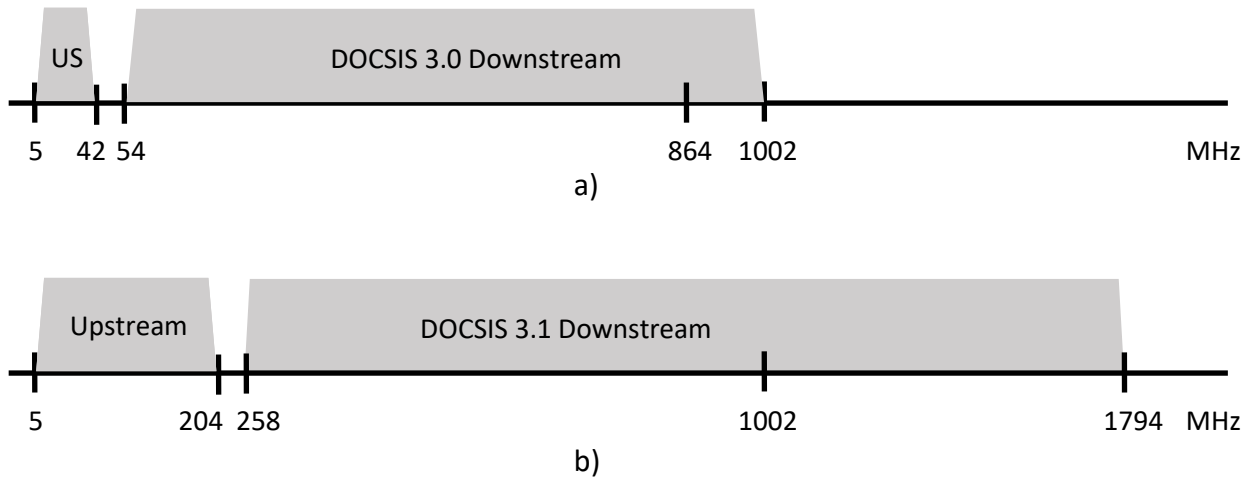 US
DOCSIS 3.0 Downstream
5 42 54 864 1002 MHz
a)
Upstream
DOCSIS 3.1 Downstream
5 204 258 1002 1794 MHz
b)